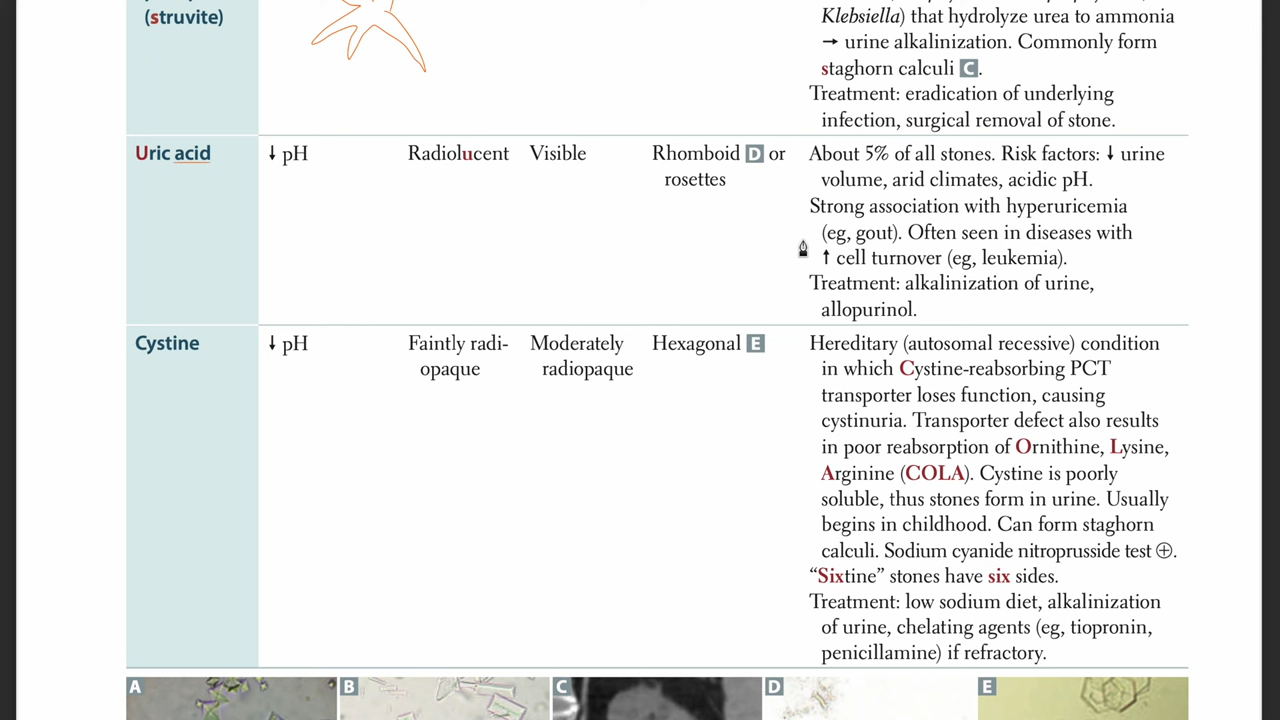 (struvite)
Klebsiella) that hydrolyze urea to ammonia
→ urine alkalinization. Commonly form
staghorn calculi C.
Treatment: eradication of underlying
infection, surgical removal of stone.
Uric acid
↓ pH
Radiolucent
Visible
Rhomboid D or
rosettes
About 5% of all stones. Risk factors: ↓ urine
volume, arid climates, acidic pH.
Strong association with hyperuricemia
(eg, gout). Often seen in diseases with
↑ cell turnover (eg, leukemia).
Treatment: alkalinization of urine,
allopurinol.
Cystine
↓ pH
Faintly radi-
opaque
Moderately
radiopaque
Hexagonal E
Hereditary (autosomal recessive) condition
in which Cystine-reabsorbing PCT
transporter loses function, causing
cystinuria. Transporter defect also results
in poor reabsorption of Ornithine, Lysine,
Arginine (COLA). Cystine is poorly
soluble, thus stones form in urine. Usually
begins in childhood. Can form staghorn
calculi. Sodium cyanide nitroprusside test ⊕.
“Sixtine” stones have six sides.
Treatment: low sodium diet, alkalinization
of urine, chelating agents (eg, tiopronin,
penicillamine) if refractory.
A
B
C
D
E